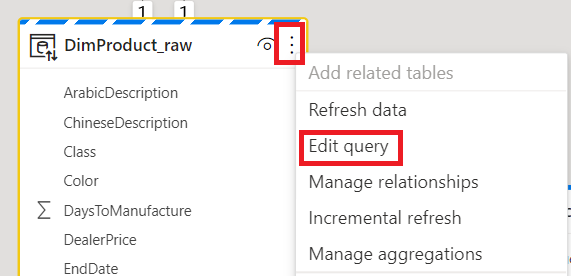 1 1
DimProduct_raw
ArabicDescription
ChineseDescription
Class
Color
DaysToManufacture
DealerPrice
EndDate
Add related tables
Refresh data
Edit query
Manage relationships
Incremental refresh
Manage aggregations